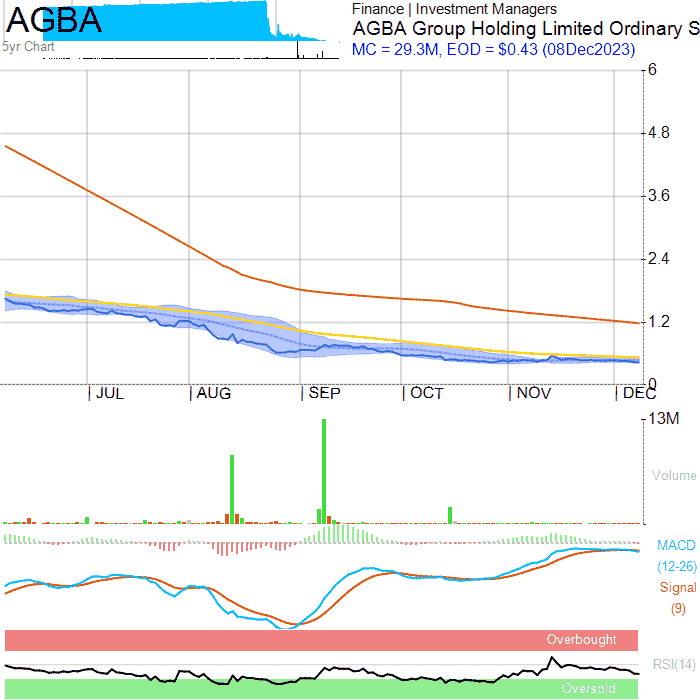 AGBA
5yr Chart
Finance | Investment Managers
AGBA Group Holding Limited Ordinary S
MC = 29.3M, EOD = $0.43 (08Dec2023)
6
4.8
3.6
2.4
1.2
0
JUL
AUG
SEP
OCT
NOV
DEC
13M
Volume
MACD
(12-26)
Signal
(9)
Overbought
RSI(14)
Oversold